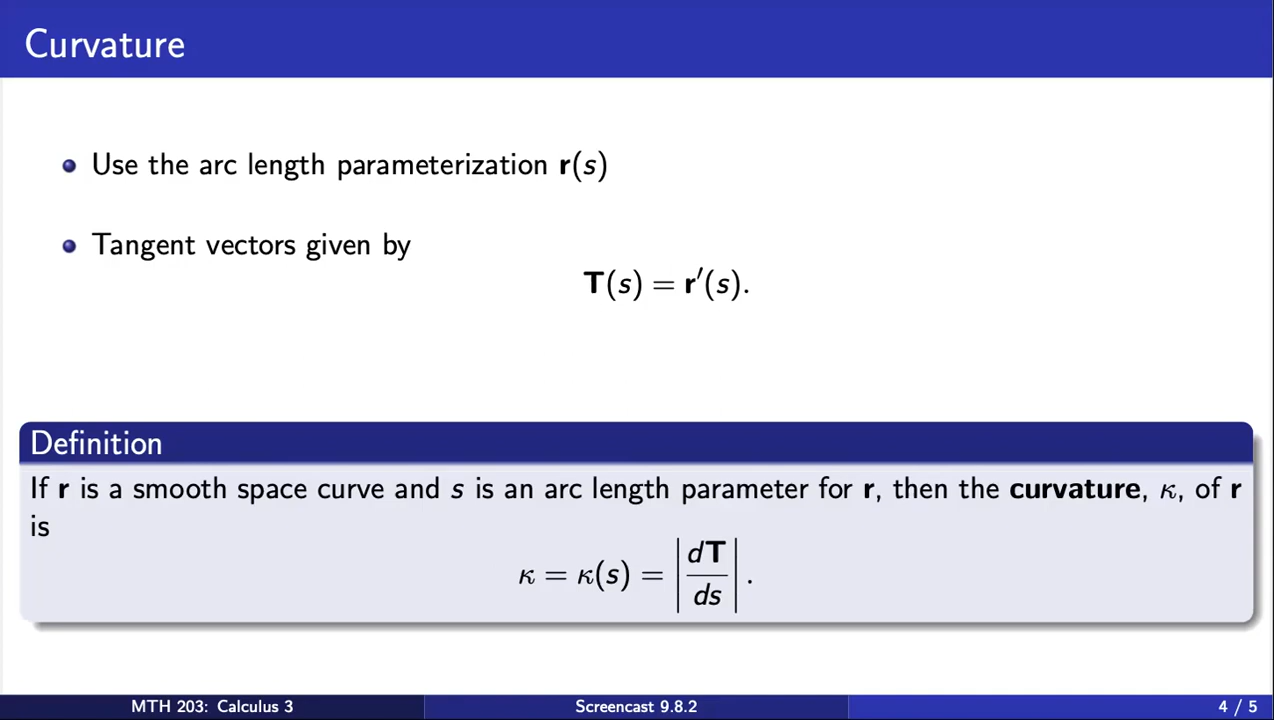 Curvature
Use the arc length parameterization r(s)
Tangent vectors given by
T(s) = r′(s).
Definition
If r is a smooth space curve and s is an arc length parameter for r, then the curvature, κ, of r
is
κ = κ(s) = |dT/ds|.
MTH 203: Calculus 3 Screencast 9.8.2 4 / 5